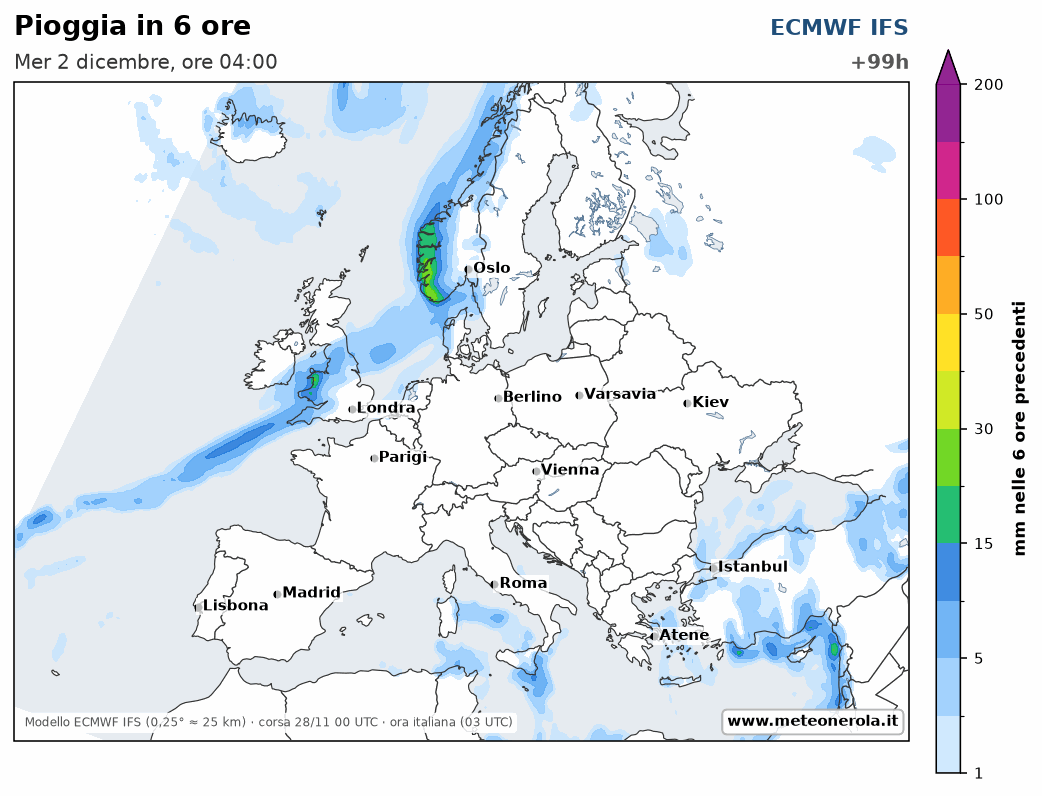 Pioggia in 6 ore
ECMWF IFS
Mer 2 dicembre, ore 04:00
+99h
200
100
50
30
15
5
1
mm nelle 6 ore precedenti
Oslo
Londra
Berlino
Varsavia
Kiev
Parigi
Vienna
Istanbul
Roma
Madrid
Lisbona
Atene
Modello ECMWF IFS (0,25° ≈ 25 km) · corsa 28/11 00 UTC · ora italiana (03 UTC)
www.meteonerola.it